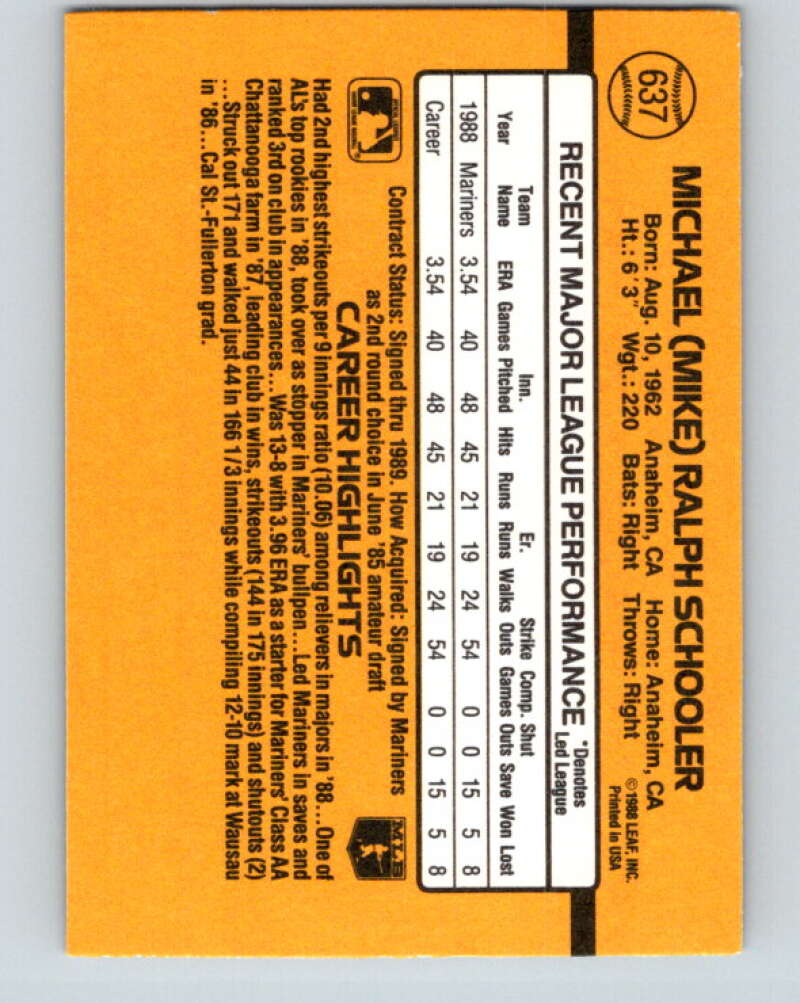 637
MICHAEL (MIKE) RALPH SCHOOLER
Born: Aug. 10, 1962 Anaheim, CA Home: Anaheim, CA
Ht.: 6'3" Wgt.: 220 Bats: Right Throws: Right
©1988 LEAF, INC.
Printed in USA
RECENT MAJOR LEAGUE PERFORMANCE *Denotes
Led League
Team Inn. Er. Strike Comp. Shut
Year Name ERA Games Pitched Hits Runs Runs Walks Outs Games Outs Save Won Lost
1988 Mariners 3.54 40 48 45 21 19 24 54 0 0 15 5 8
Career 3.54 40 48 45 21 19 24 54 0 0 15 5 8
Contract Status: Signed thru 1989. How Acquired: Signed by Mariners
as 2nd round choice in June '85 amateur draft
MLB
CAREER HIGHLIGHTS
Had 2nd highest strikeouts per 9 innings ratio (10.06) among relievers in majors in '88...One of
AL's top rookies in '88, took over as stopper in Mariners' bullpen...Led Mariners in saves and
ranked 3rd on club in appearances...Was 13-8 with 3.96 ERA as a starter for Mariners' Class AA
Chattanooga farm in '87, leading club in wins, strikeouts (144 in 175 innings) and shutouts (2)
...Struck out 171 and walked just 44 in 166 1/3 innings while compiling 12-10 mark at Wausau
in '86...Cal St.-Fullerton grad.